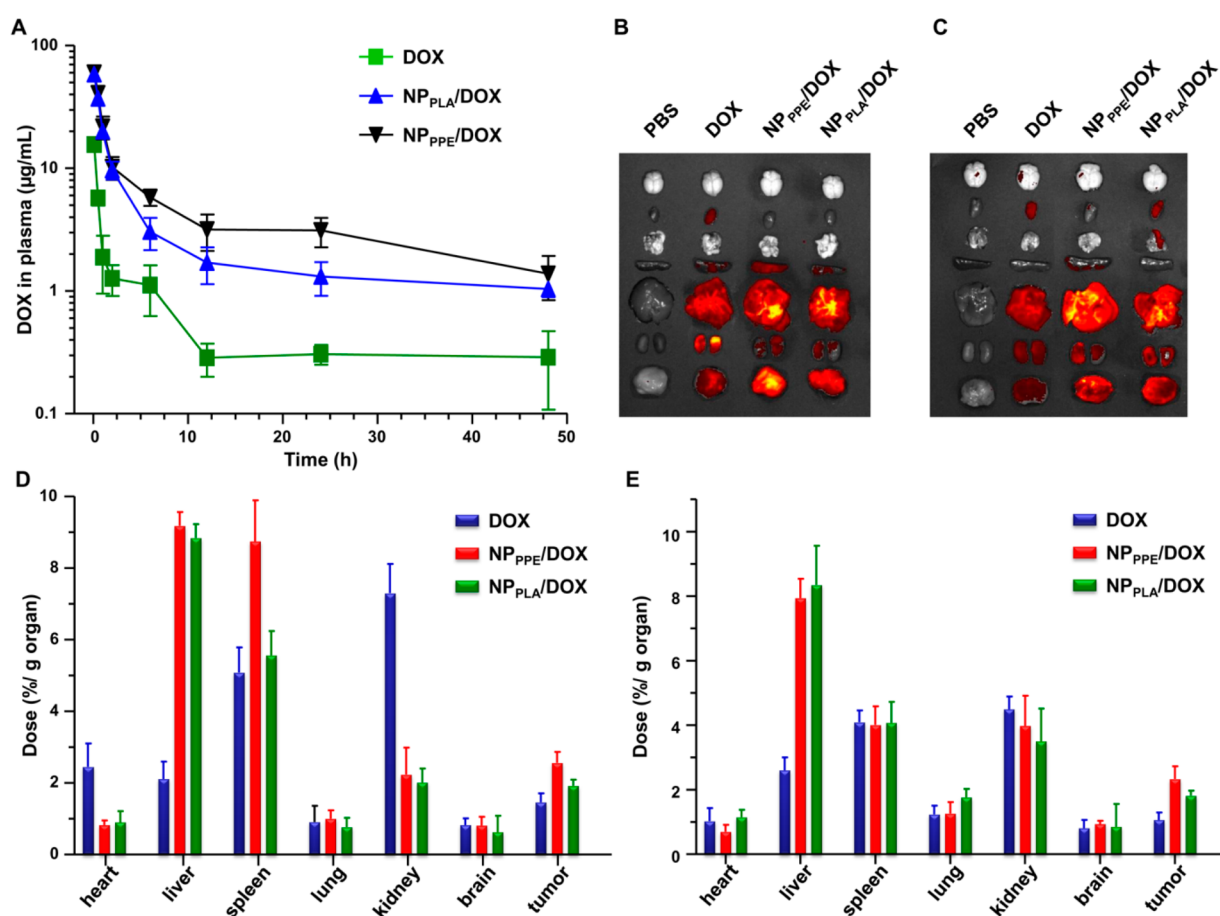 A
DOX in plasma (µg/mL)
100
10
1
0.1
0 10 20 30 40 50
Time (h)
DOX
NPPLA/DOX
NPPPE/DOX
B
PBS
DOX
NPPPE/DOX
NPPLA/DOX
C
PBS
DOX
NPPPE/DOX
NPPLA/DOX
D
Dose (%/ g organ)
10
8
6
4
2
0
heart liver spleen lung kidney brain tumor
DOX
NPPPE/DOX
NPPLA/DOX
E
Dose (%/ g organ)
10
8
6
4
2
0
heart liver spleen lung kidney brain tumor
DOX
NPPPE/DOX
NPPLA/DOX